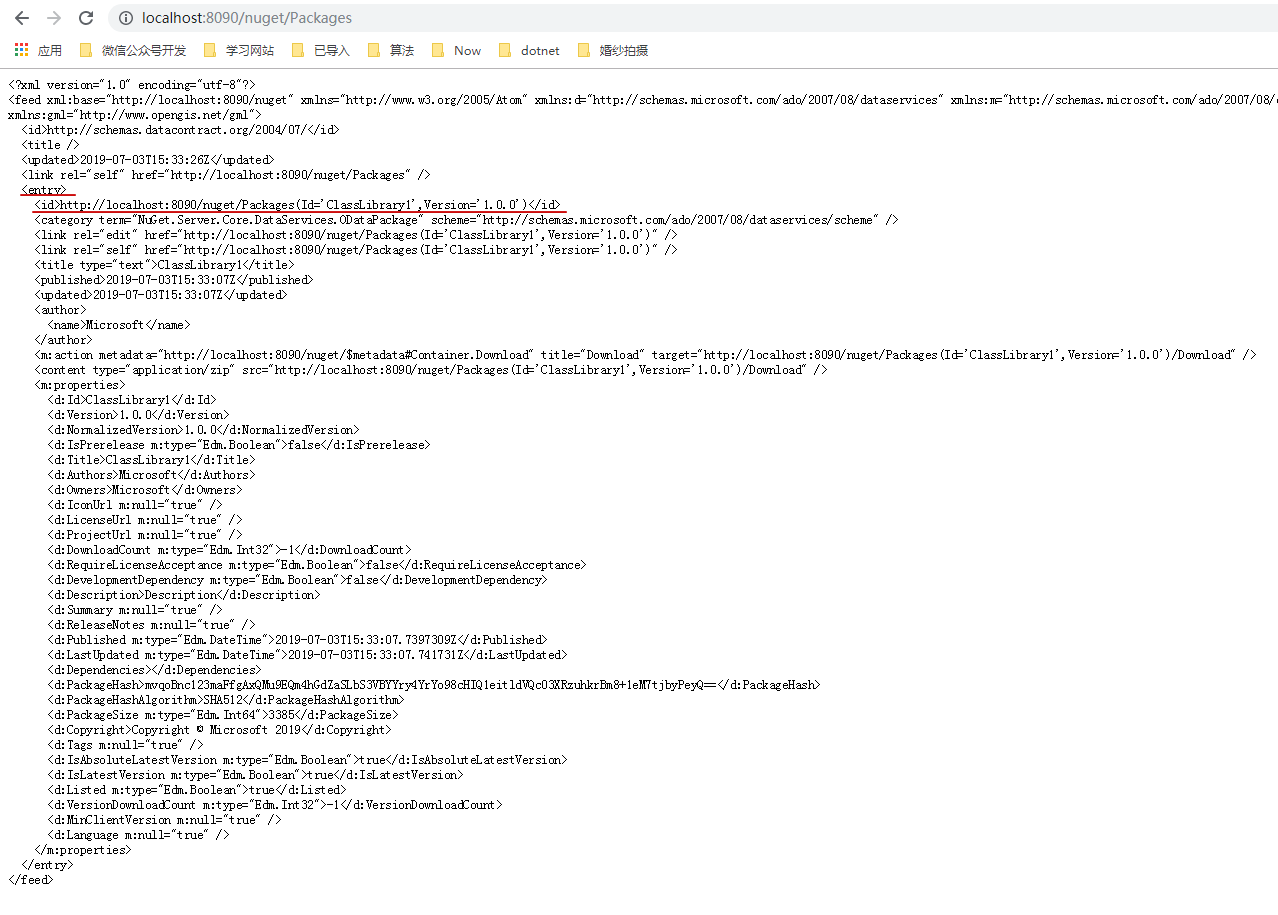 localhost:8090/nuget/Packages
应用 微信公众号开发 学习网站 已导入 算法 Now dotnet 婚纱拍摄
<?xml version="1.0" encoding="utf-8"?>
<feed xml:base="http://localhost:8090/nuget" xmlns="http://www.w3.org/2005/Atom" xmlns:d="http://schemas.microsoft.com/ado/2007/08/dataservices" xmlns:m="http://schemas.microsoft.com/ado/2007/08/
xmlns:gml="http://www.opengis.net/gml">
<id>http://schemas.datacontract.org/2004/07/</id>
<title />
<updated>2019-07-03T15:33:26Z</updated>
<link rel="self" href="http://localhost:8090/nuget/Packages" />
<entry>
<id>http://localhost:8090/nuget/Packages(Id='ClassLibrary1',Version='1.0.0')</id>
<category term="NuGet.Server.Core.DataServices.ODataPackage" scheme="http://schemas.microsoft.com/ado/2007/08/dataservices/scheme" />
<link rel="edit" href="http://localhost:8090/nuget/Packages(Id='ClassLibrary1',Version='1.0.0')" />
<link rel="self" href="http://localhost:8090/nuget/Packages(Id='ClassLibrary1',Version='1.0.0')" />
<title type="text">ClassLibrary1</title>
<published>2019-07-03T15:33:07Z</published>
<updated>2019-07-03T15:33:07Z</updated>
<author>
<name>Microsoft</name>
</author>
<m:action metadata="http://localhost:8090/nuget/$metadata#Container.Download" title="Download" target="http://localhost:8090/nuget/Packages(Id='ClassLibrary1',Version='1.0.0')/Download" />
<content type="application/zip" src="http://localhost:8090/nuget/Packages(Id='ClassLibrary1',Version='1.0.0')/Download" />
<m:properties>
<d:Id>ClassLibrary1</d:Id>
<d:Version>1.0.0</d:Version>
<d:NormalizedVersion>1.0.0</d:NormalizedVersion>
<d:IsPrerelease m:type="Edm.Boolean">false</d:IsPrerelease>
<d:Title>ClassLibrary1</d:Title>
<d:Authors>Microsoft</d:Authors>
<d:Owners>Microsoft</d:Owners>
<d:IconUrl m:null="true" />
<d:LicenseUrl m:null="true" />
<d:ProjectUrl m:null="true" />
<d:DownloadCount m:type="Edm.Int32">-1</d:DownloadCount>
<d:RequireLicenseAcceptance m:type="Edm.Boolean">false</d:RequireLicenseAcceptance>
<d:DevelopmentDependency m:type="Edm.Boolean">false</d:DevelopmentDependency>
<d:Description>Description</d:Description>
<d:Summary m:null="true" />
<d:ReleaseNotes m:null="true" />
<d:Published m:type="Edm.DateTime">2019-07-03T15:33:07.7397309Z</d:Published>
<d:LastUpdated m:type="Edm.DateTime">2019-07-03T15:33:07.741731Z</d:LastUpdated>
<d:Dependencies></d:Dependencies>
<d:PackageHash>mvqoBnc123maFfgAxQMu9EQm4hGdZaSLbS3VBYYry4YrYo98cHIQ1eitldVQc03XRzuhkrBm8+1eM7tjbyPeyQ==</d:PackageHash>
<d:PackageHashAlgorithm>SHA512</d:PackageHashAlgorithm>
<d:PackageSize m:type="Edm.Int64">3385</d:PackageSize>
<d:Copyright>Copyright © Microsoft 2019</d:Copyright>
<d:Tags m:null="true" />
<d:IsAbsoluteLatestVersion m:type="Edm.Boolean">true</d:IsAbsoluteLatestVersion>
<d:IsLatestVersion m:type="Edm.Boolean">true</d:IsLatestVersion>
<d:Listed m:type="Edm.Boolean">true</d:Listed>
<d:VersionDownloadCount m:type="Edm.Int32">-1</d:VersionDownloadCount>
<d:MinClientVersion m:null="true" />
<d:Language m:null="true" />
</m:properties>
</entry>
</feed>